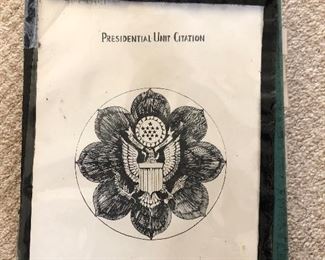 PRESIDENTIAL UNIT CITATION